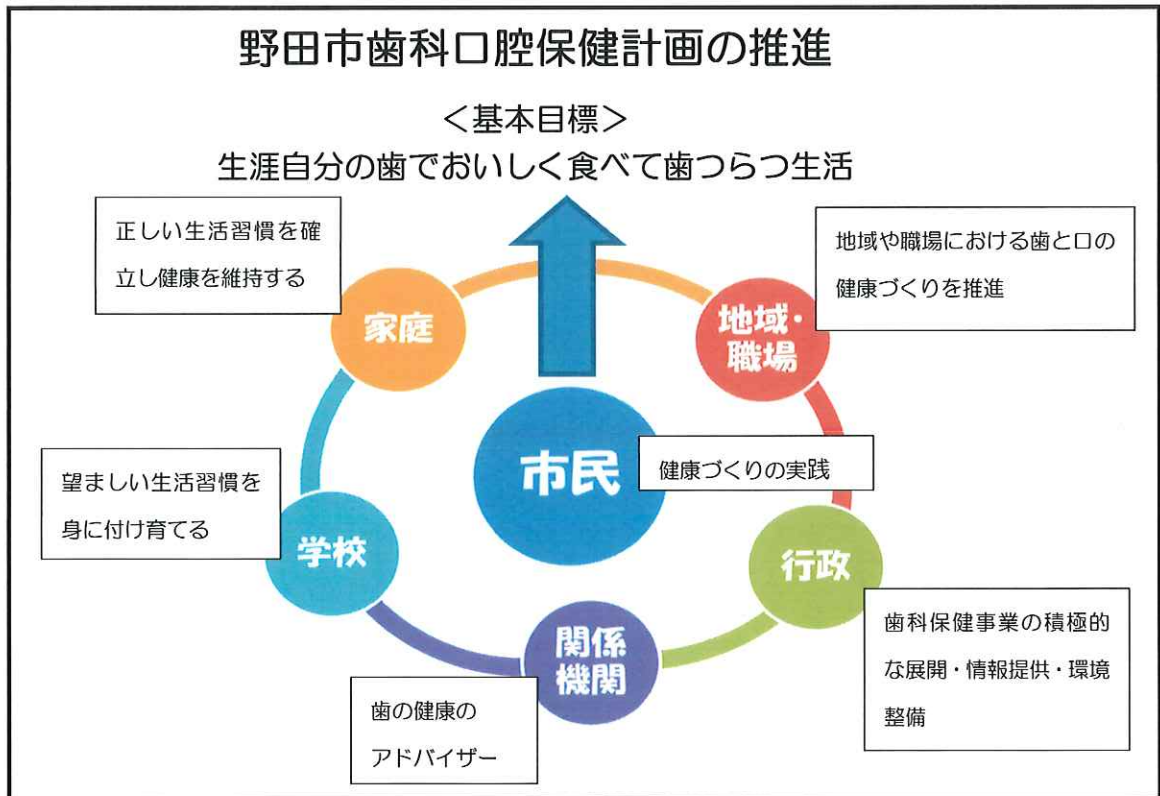 野田市歯科口腔保健計画の推進
＜基本目標＞
生涯自分の歯でおいしく食べて歯つらつ生活
正しい生活習慣を確
立し健康を維持する
家庭
地域や職場における歯と口の
健康づくりを推進
地域・
職場
市民
健康づくりの実践
望ましい生活習慣を
身に付け育てる
学校
行政
歯科保健事業の積極的
な展開・情報提供・環境
整備
関係
機関
歯の健康の
アドバイザー